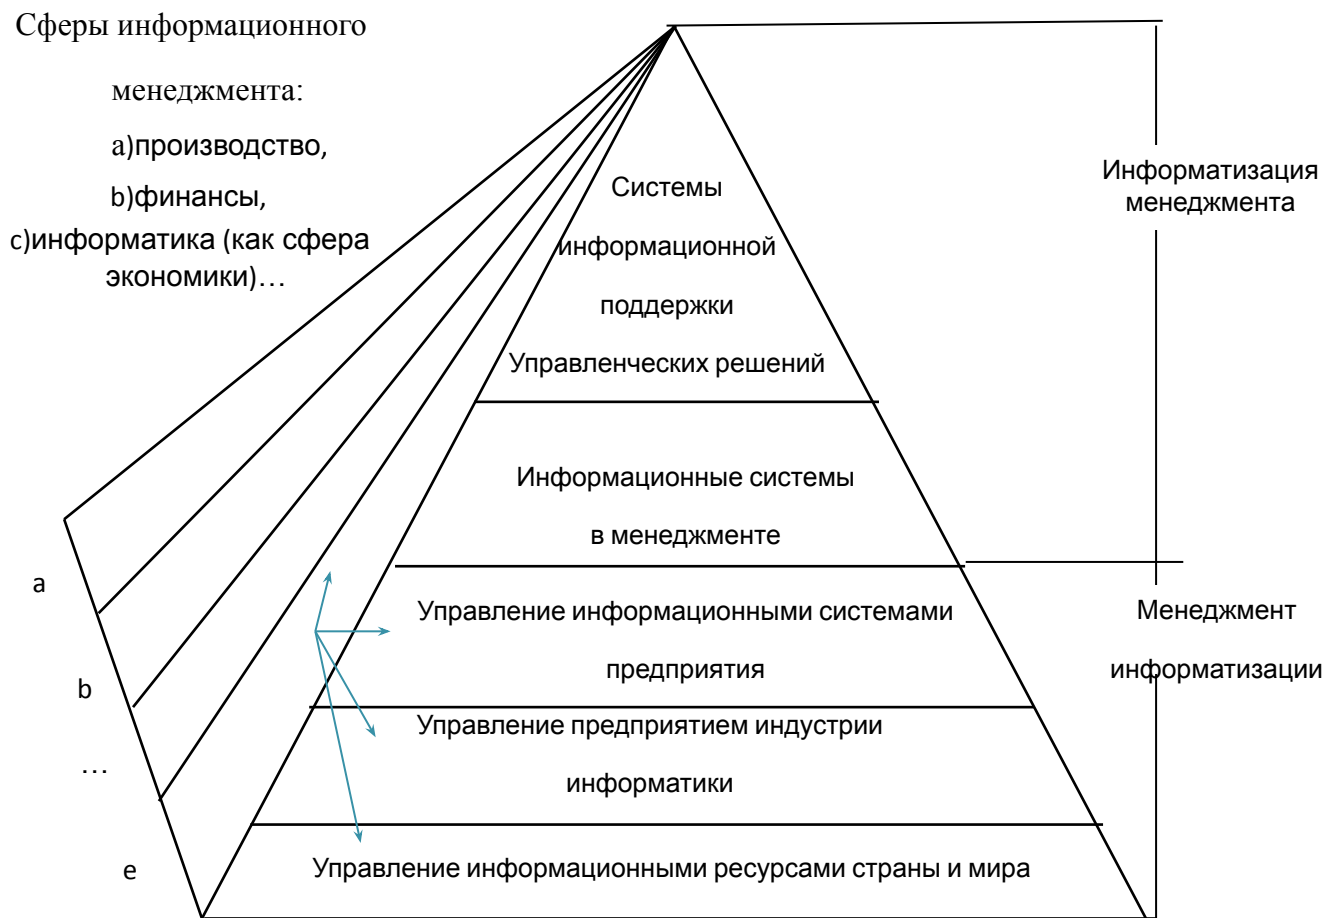 Сферы информационного
менеджмента:
a)производство,
b)финансы,
c)информатика (как сфера
экономики)…
Системы
информационной
поддержки
Управленческих решений
Информационные системы
в менеджменте
Управление информационными системами
предприятия
Управление предприятием индустрии
информатики
Управление информационными ресурсами страны и мира
Информатизация
менеджмента
Менеджмент
информатизации
a
b
…
e